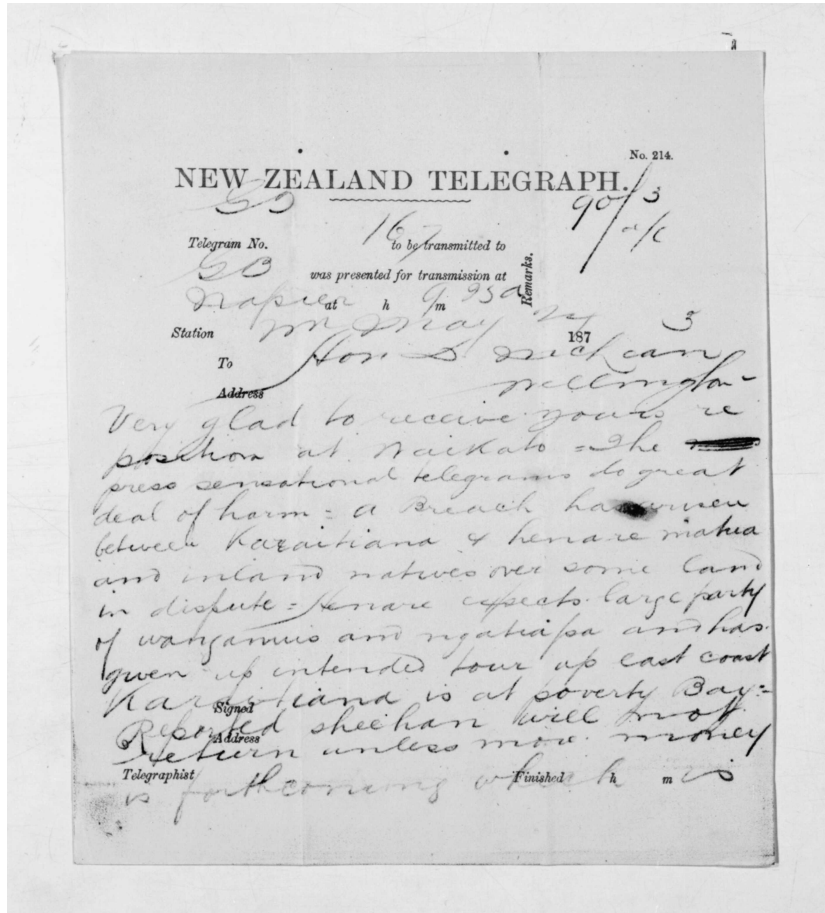 No. 214.
NEW ZEALAND TELEGRAPH.
90/3
Telegram No. 167 to be transmitted to
GB was presented for transmission at
Remarks.
Napier at h 9 m
Station May 187 3
To Hon D McLean
Address Wellington
Very glad to receive yours re
position at Waikato = The
press sensational telegrams do great
deal of harm = a Breach has arisen
between Karaitiana & henare matua
and inland natives over some land
in dispute = Henare expects large party
of wanganuis and ngatiapa and has
given up intended tour up east coast
Karaitiana is at poverty Bay =
Signed
Reported sheehan will not
Address
return unless more money
Telegraphist Finished h m
is forthcoming which is